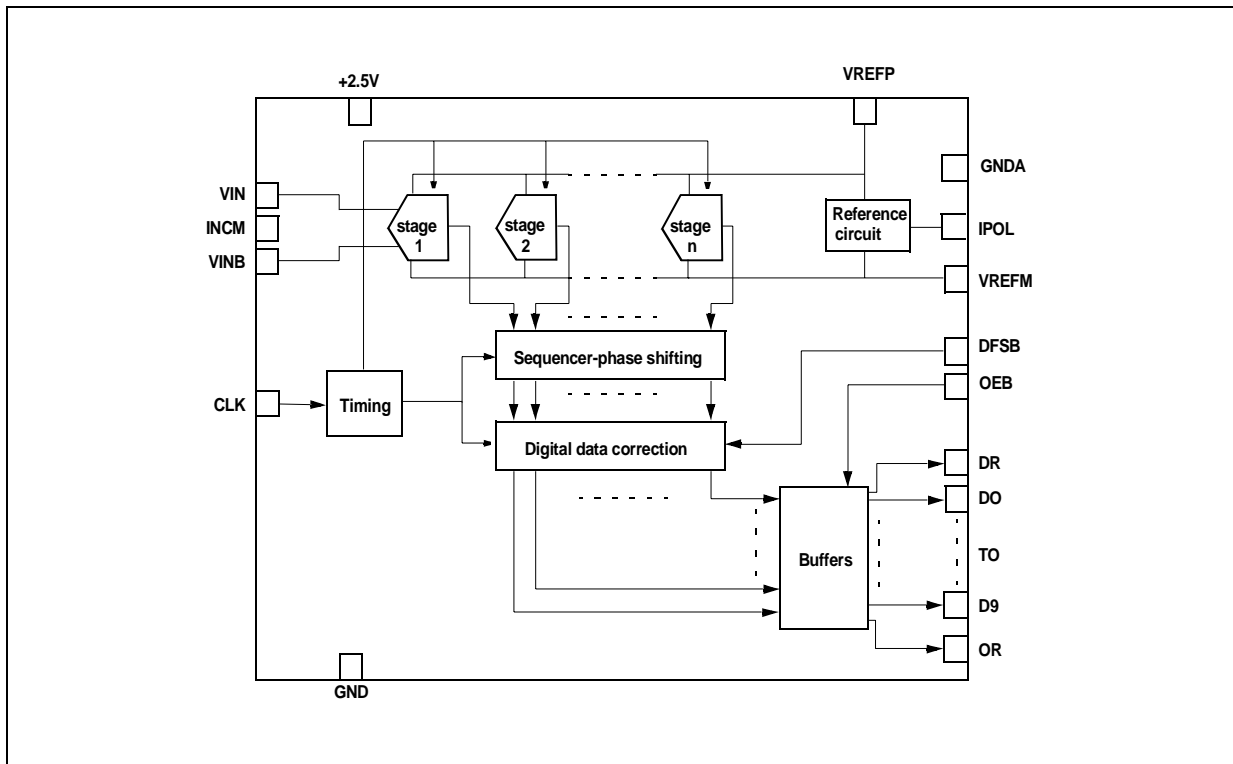 +2.5V
VREFP
GNDA
VIN
INCM
VINB
stage
1
stage
2
stage
n
Reference
circuit
IPOL
VREFM
Sequencer-phase shifting
DFSB
OEB
CLK
Timing
Digital data correction
DR
DO
Buffers
TO
D9
OR
GND